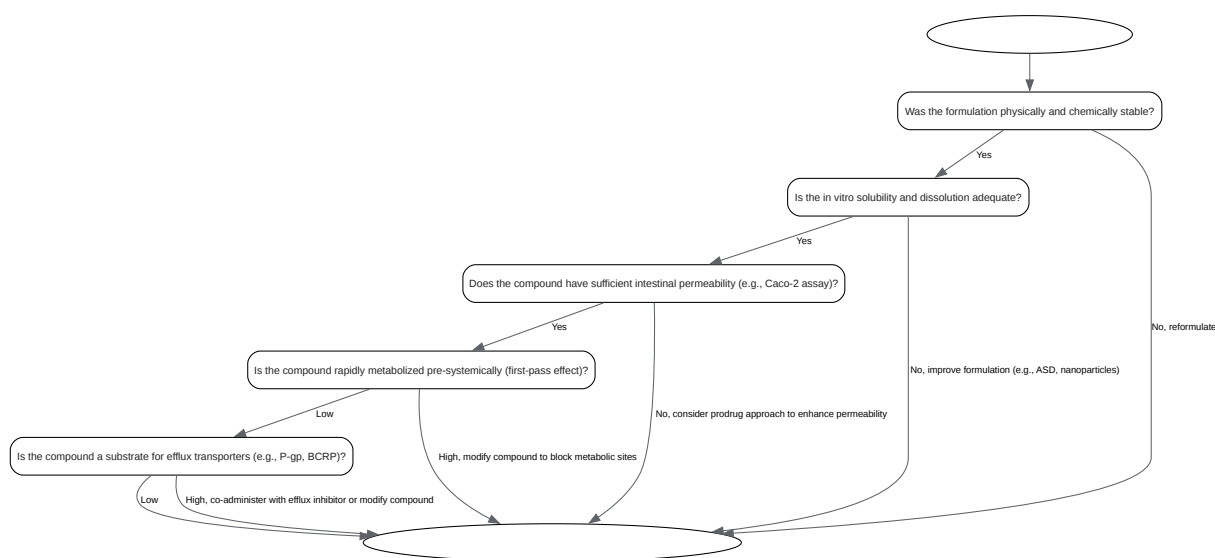 Was the formulation physically and chemically stable?
Yes
Is the in vitro solubility and dissolution adequate?
Yes
Does the compound have sufficient intestinal permeability (e.g., Caco-2 assay)?
Yes
No, reformulate
Is the compound rapidly metabolized pre-systemically (first-pass effect)?
No, improve formulation (e.g., ASD, nanoparticles)
Low
No, consider prodrug approach to enhance permeability
Is the compound a substrate for efflux transporters (e.g., P-gp, BCRP)?
High, modify compound to block metabolic sites
Low
High, co-administer with efflux inhibitor or modify compound